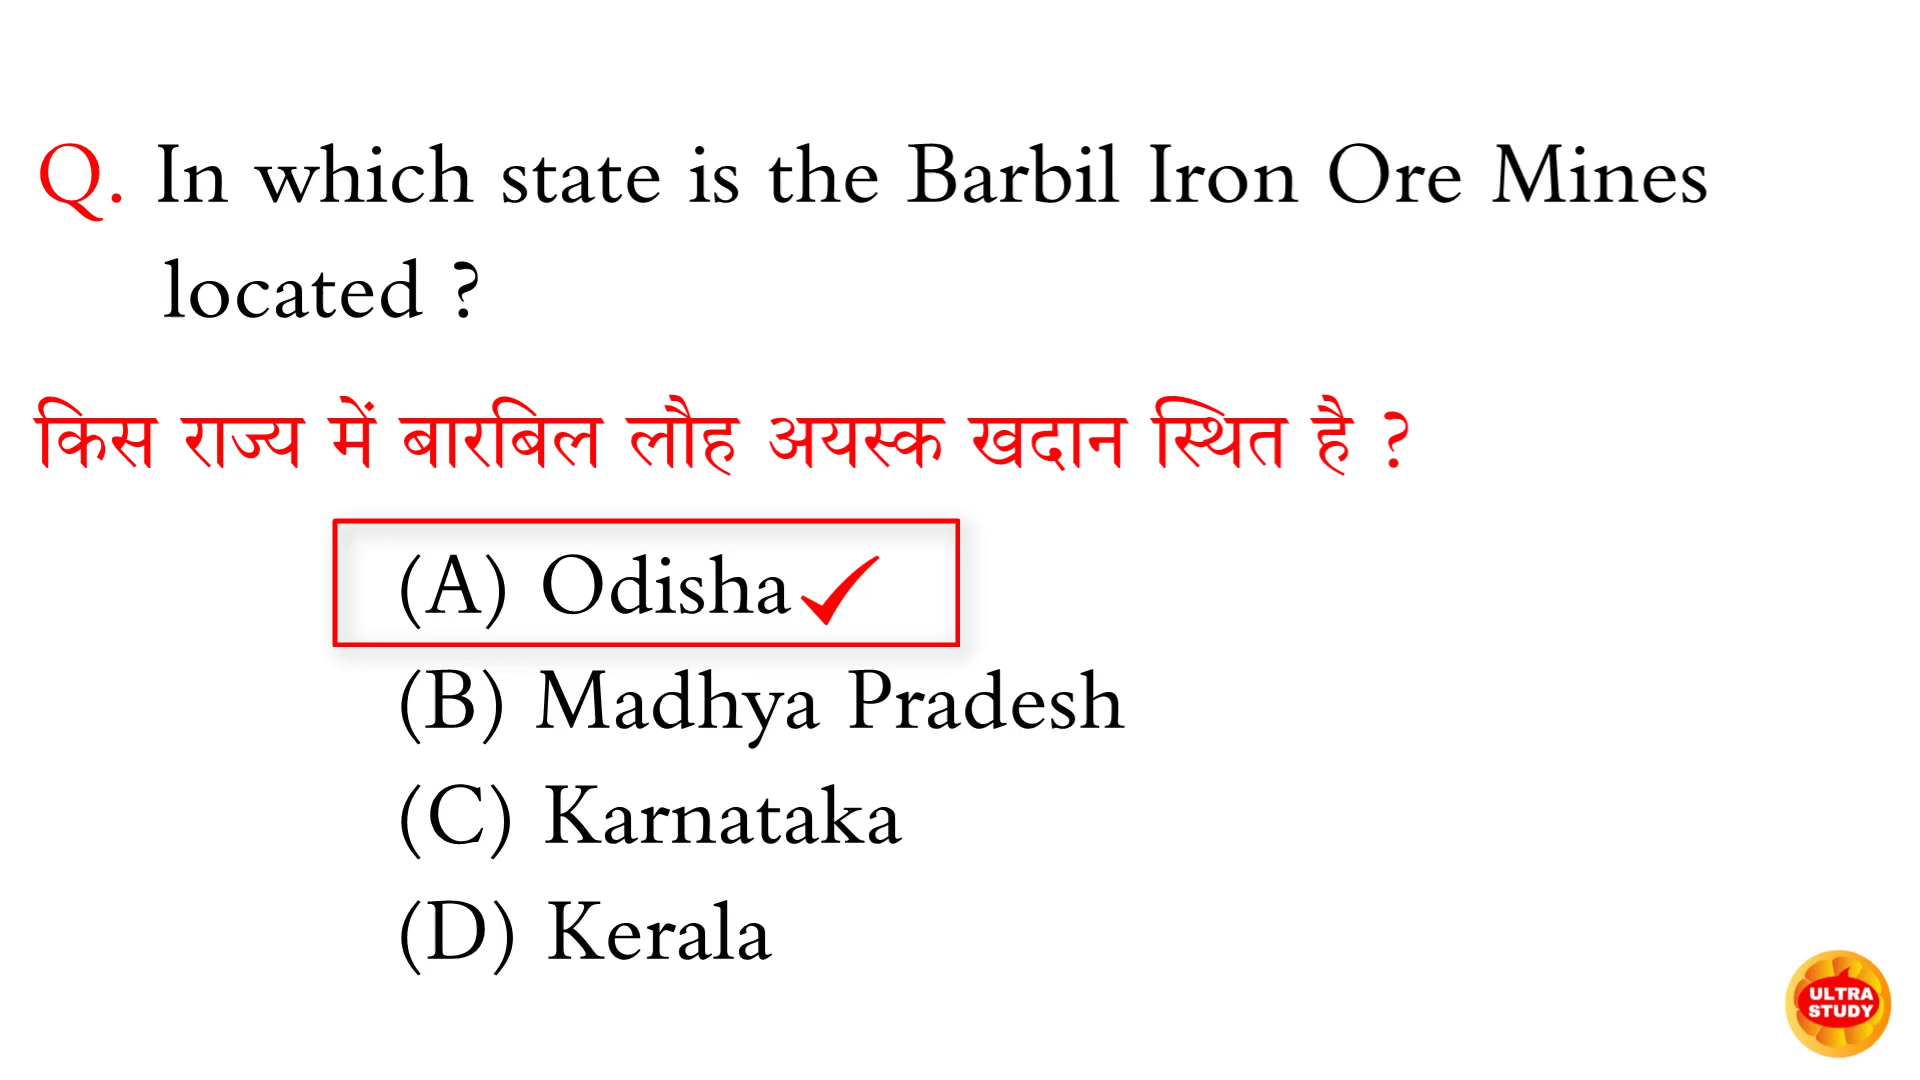 Q. In which state is the Barbil Iron Ore Mines
located ?
किस राज्य में बारबिल लौह अयस्क खदान स्थित है ?
(A) Odisha
(B) Madhya Pradesh
(C) Karnataka
(D) Kerala
ULTRA
STUDY